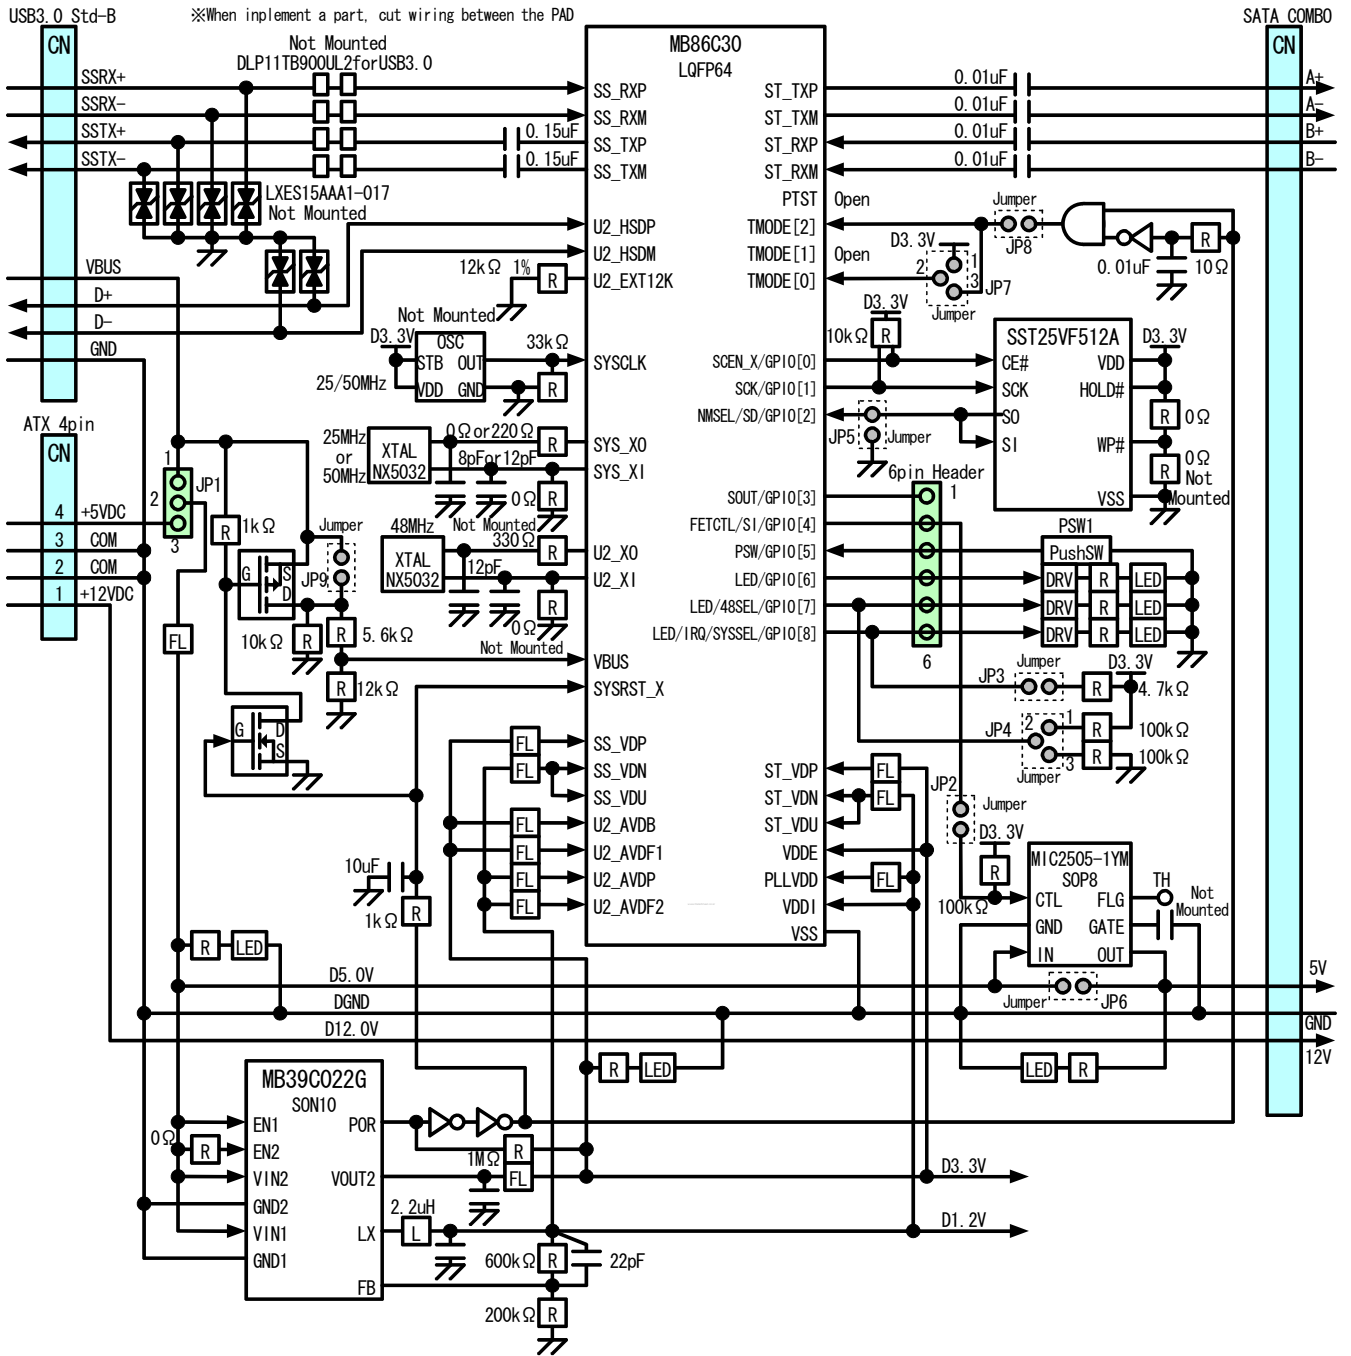 USB3.0 Std-B
※When inplement a part, cut wiring between the PAD
SATA COMBO
CN
Not Mounted
DLP11TB900UL2forUSB3.0
MB86C30
LQFP64
CN
SSRX+
SS_RXP
ST_TXP
0.01uF
A+
SSRX-
SS_RXM
ST_TXM
0.01uF
A-
SSTX+
0.15uF
SS_TXP
ST_RXP
0.01uF
B+
SSTX-
0.15uF
SS_TXM
ST_RXM
0.01uF
B-
LXES15AAA1-017
Not Mounted
PTST
Open
Jumper
U2_HSDP
TMODE[2]
JP8
U2_HSDM
TMODE[1]
Open
D3.3V
R
VBUS
12kΩ 1%
R
U2_EXT12K
TMODE[0]
1
2
3
JP7
Jumper
0.01uF
10Ω
D+
D-
GND
Not Mounted
D3.3V
OSC
STB OUT
VDD GND
25/50MHz
33kΩ
R
SYSCLK
D3.3V
10kΩ
R
SCEN_X/GPIO[0]
SCK/GPIO[1]
NMSEL/SD/GPIO[2]
JP5
Jumper
SST25VF512A
CE#
SCK
SO
SI
VDD
HOLD#
WP#
VSS
D3.3V
R
0Ω
R
0Ω
Not
Mounted
ATX 4pin
CN
4 +5VDC
3 COM
2 COM
1 +12VDC
1
2
3
JP1
25MHz
or
50MHz
XTAL
NX5032
0Ωor220Ω
R
SYS_XO
8pFor12pF
SYS_XI
0Ω
R
Not Mounted
48MHz
XTAL
NX5032
330Ω
R
U2_XO
12pF
U2_XI
R
0Ω
Not Mounted
R
1kΩ
Jumper
JP9
G
S
D
10kΩ
R
R
5.6kΩ
FL
VBUS
R
12kΩ
SYSRST_X
G
D
S
6pin Header
1
6
SOUT/GPIO[3]
FETCTL/SI/GPIO[4]
PSW/GPIO[5]
LED/GPIO[6]
LED/48SEL/GPIO[7]
LED/IRQ/SYSSEL/GPIO[8]
PSW1
PushSW
DRV R LED
DRV R LED
DRV R LED
JP3
Jumper
R
D3.3V
4.7kΩ
JP4
2
1
3
Jumper
R
100kΩ
R
100kΩ
FL
SS_VDP
FL
SS_VDN
SS_VDU
FL
U2_AVDB
FL
U2_AVDF1
FL
U2_AVDP
FL
U2_AVDF2
ST_VDP
FL
ST_VDN
FL
ST_VDU
VDDE
PLLVDD
FL
VDDI
VSS
JP2
Jumper
D3.3V
R
100kΩ
MIC2505-1YM
SOP8
CTL
GND
IN
FLG
GATE
OUT
TH
Not
Mounted
10uF
1kΩ
R
R
LED
D5.0V
Jumper
JP6
5V
DGND
GND
D12.0V
12V
R
LED
LED
R
MB39C022G
SON10
EN1
EN2
VIN2
GND2
VIN1
GND1
POR
VOUT2
LX
FB
0Ω
R
R
1MΩ
FL
D3.3V
2.2uH
L
D1.2V
600kΩ
R
22pF
200kΩ
R